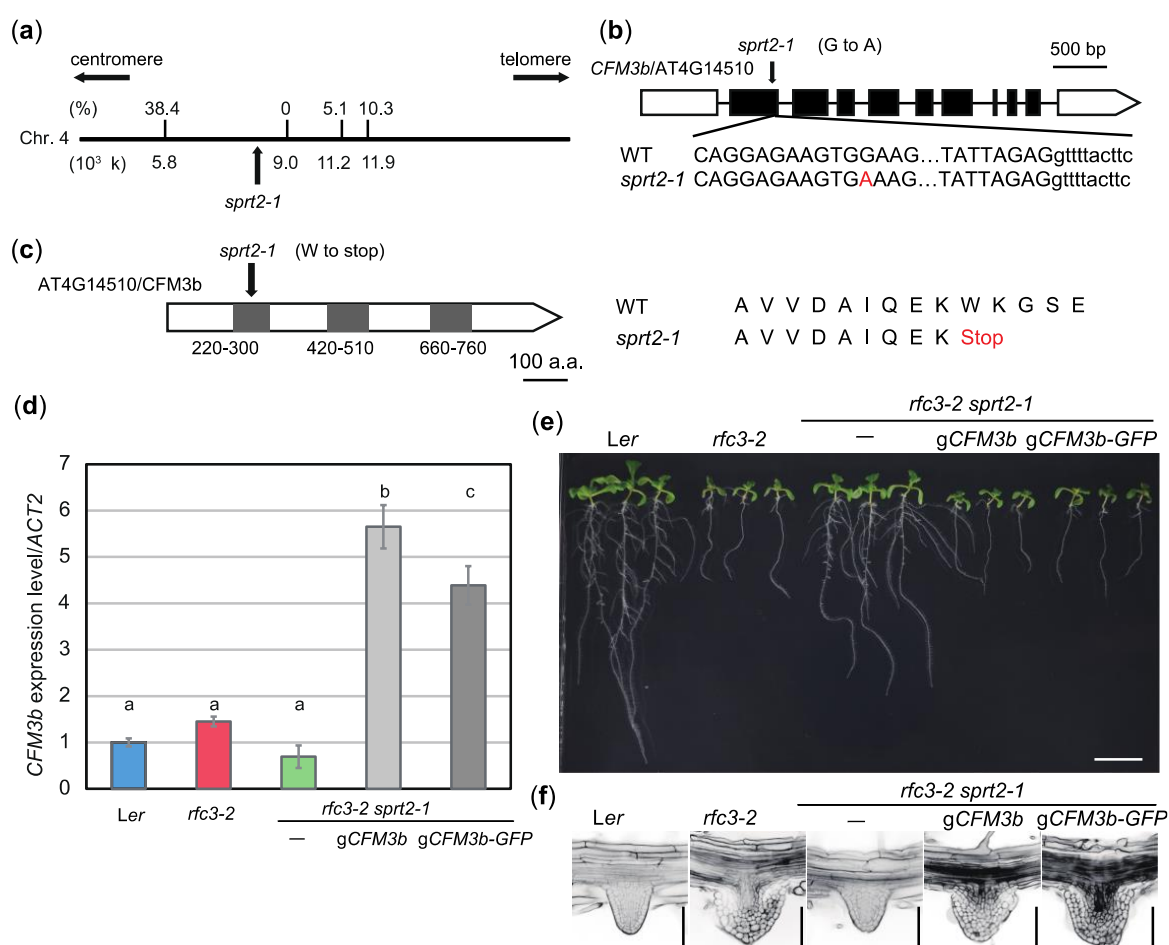 (a)
centromere telomere
(%) 38.4 0 5.1 10.3
Chr. 4
(10³ k) 5.8 9.0 11.2 11.9
sprt2-1
(b)
sprt2-1 (G to A) 500 bp
CFM3b/AT4G14510
WT CAGGAGAAGTGGAAG...TATTAGAGgttttacttc
sprt2-1 CAGGAGAAGTGAAAG...TATTAGAGgttttacttc
(c)
sprt2-1 (W to stop)
AT4G14510/CFM3b
220-300 420-510 660-760
100 a.a.
WT A V V D A I Q E K W K G S E
sprt2-1 A V V D A I Q E K Stop
(d)
CFM3b expression level/ACT2
7
6
5
4
3
2
1
0
a a a b c
Ler rfc3-2 rfc3-2 sprt2-1
— gCFM3b gCFM3b-GFP
(e)
rfc3-2 sprt2-1
Ler rfc3-2 — gCFM3b gCFM3b-GFP
(f)
rfc3-2 sprt2-1
Ler rfc3-2 — gCFM3b gCFM3b-GFP